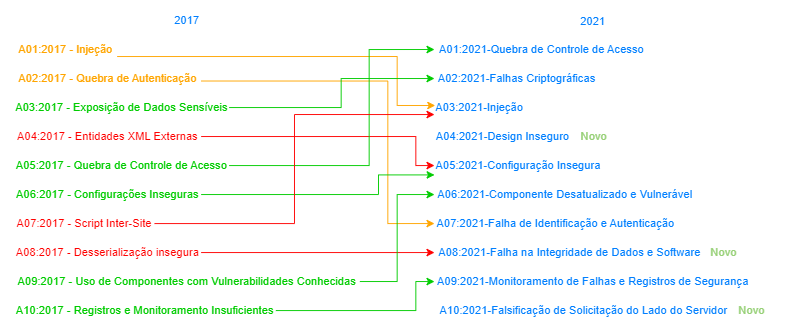 2017 2021
A01:2017 - Injeção A01:2021-Quebra de Controle de Acesso
A02:2017 - Quebra de Autenticação A02:2021-Falhas Criptográficas
A03:2017 - Exposição de Dados Sensíveis A03:2021-Injeção
A04:2017 - Entidades XML Externas A04:2021-Design Inseguro Novo
A05:2017 - Quebra de Controle de Acesso A05:2021-Configuração Insegura
A06:2017 - Configurações Inseguras A06:2021-Componente Desatualizado e Vulnerável
A07:2017 - Script Inter-Site A07:2021-Falha de Identificação e Autenticação
A08:2017 - Desserialização insegura A08:2021-Falha na Integridade de Dados e Software Novo
A09:2017 - Uso de Componentes com Vulnerabilidades Conhecidas A09:2021-Monitoramento de Falhas e Registros de Segurança
A10:2017 - Registros e Monitoramento Insuficientes A10:2021-Falsificação de Solicitação do Lado do Servidor Novo